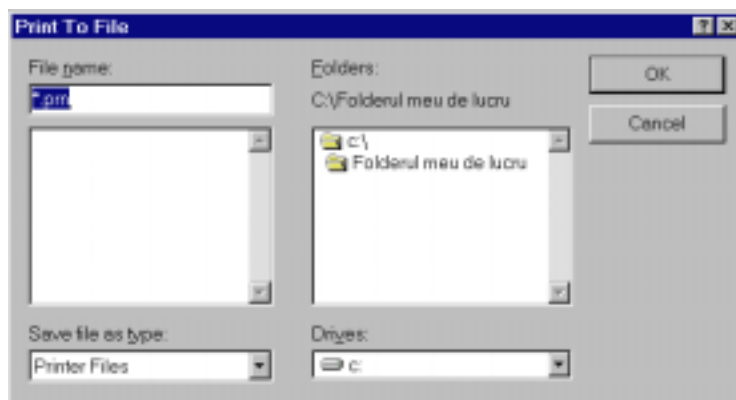 Print To File
File name:
*.prn
Folders:
C:\Folderul meu de lucru
OK
Cancel
c:\
Folderul meu de lucru
Save file as type:
Printer Files
Drives:
c: